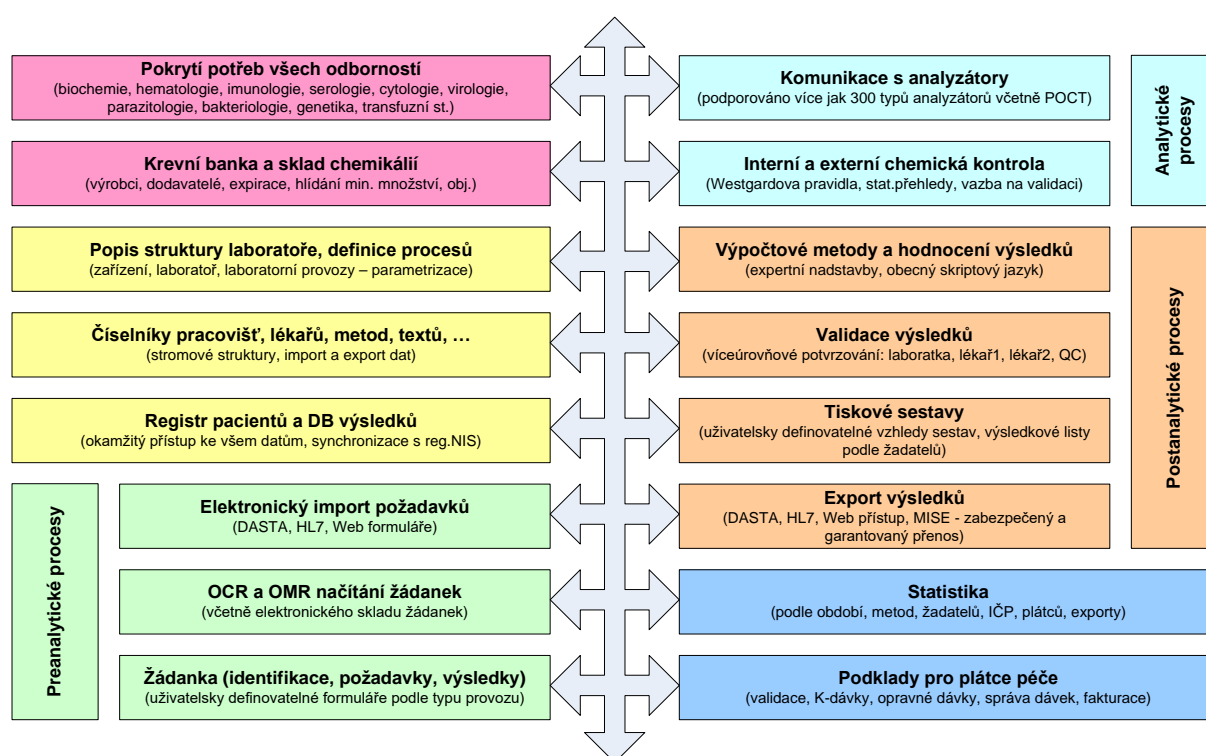 Pokrytí potřeb všech odborností
(biochemie, hematologie, imunologie, serologie, cytologie, virologie,
parazitologie, bakteriologie, genetika, transfuzní st.)
Krevní banka a sklad chemikálií
(výrobci, dodavatelé, expirace, hlídání min. množství, obj.)
Popis struktury laboratoře, definice procesů
(zařízení, laboratoř, laboratorní provozy – parametrizace)
Číselníky pracovišť, lékařů, metod, textů, …
(stromové struktury, import a export dat)
Registr pacientů a DB výsledků
(okamžitý přístup ke všem datům, synchronizace s reg.NIS)
Preanalytické procesy
Elektronický import požadavků
(DASTA, HL7, Web formuláře)
OCR a OMR načítání žádanek
(včetně elektronického skladu žádanek)
Žádanka (identifikace, požadavky, výsledky)
(uživatelsky definovatelné formuláře podle typu provozu)
Komunikace s analyzátory
(podporováno více jak 300 typů analyzátorů včetně POCT)
Interní a externí chemická kontrola
(Westgardova pravidla, stat.přehledy, vazba na validaci)
Analytické
procesy
Výpočtové metody a hodnocení výsledků
(expertní nadstavby, obecný skriptový jazyk)
Validace výsledků
(víceúrovňové potvrzování: laboratka, lékař1, lékař2, QC)
Tiskové sestavy
(uživatelsky definovatelné vzhledy sestav, výsledkové listy
podle žadatelů)
Export výsledků
(DASTA, HL7, Web přístup, MISE - zabezpečený a
garantovaný přenos)
Postanalytické procesy
Statistika
(podle období, metod, žadatelů, IČP, plátců, exporty)
Podklady pro plátce péče
(validace, K-dávky, opravné dávky, správa dávek, fakturace)